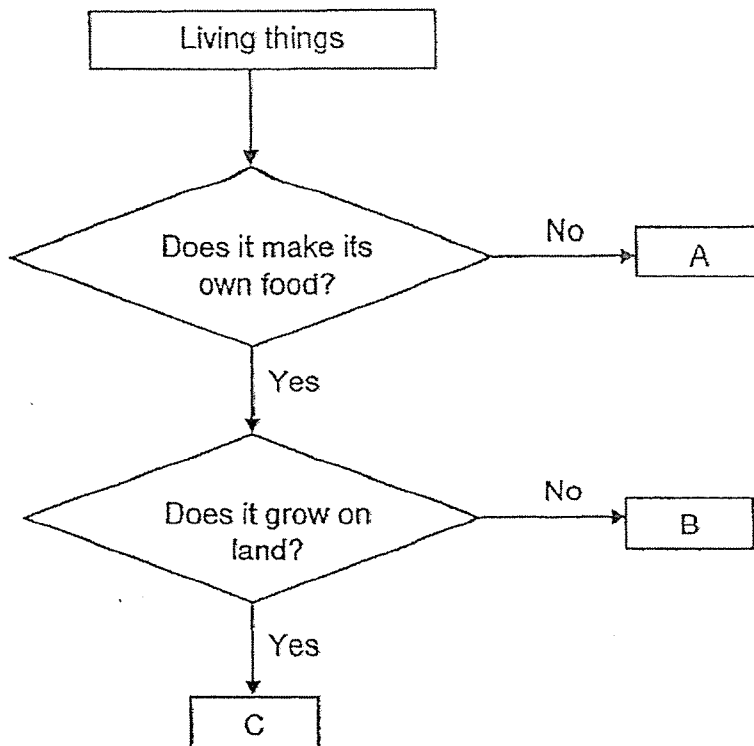 Living things
Does it make its
own food?
No
A
Yes
Does it grow on
land?
No
B
Yes
C